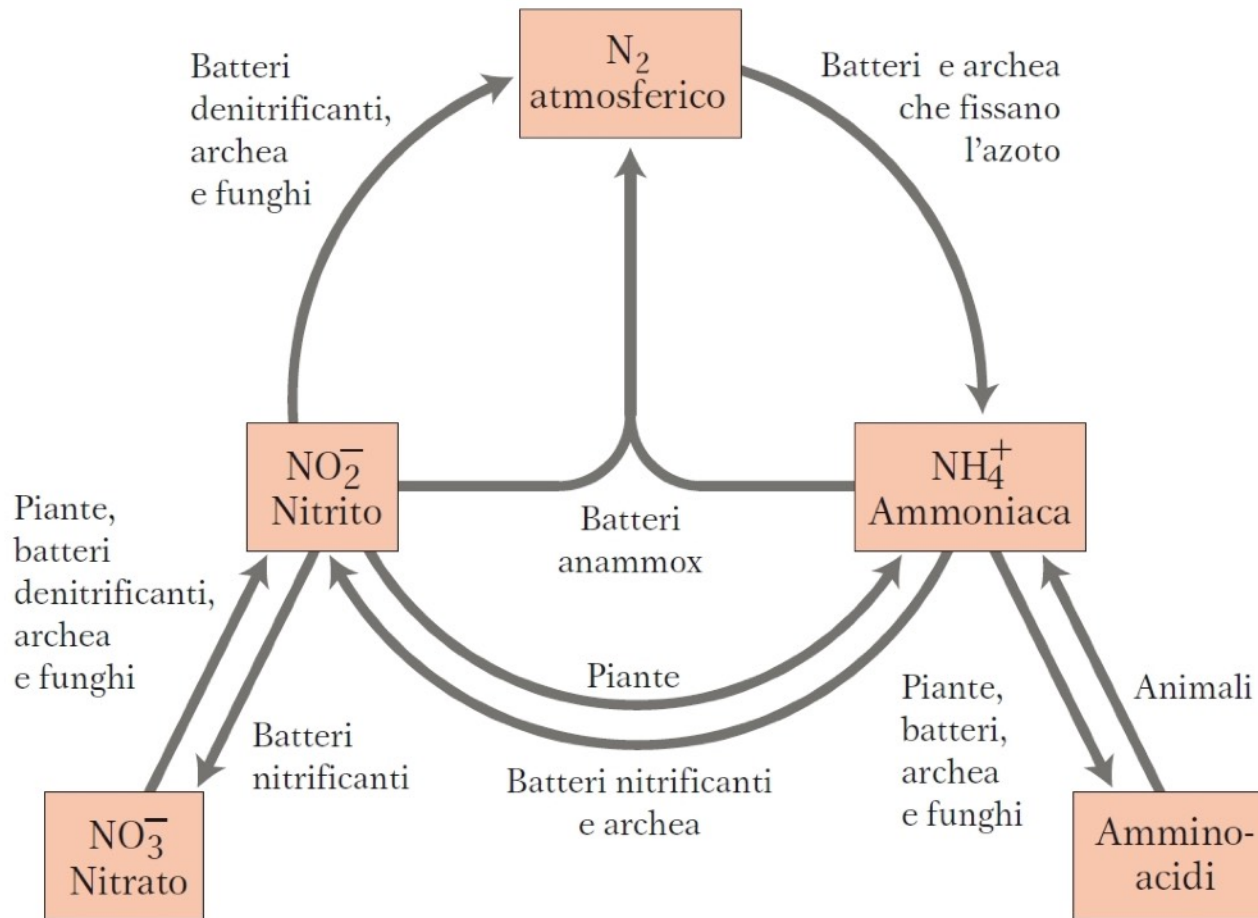 Batteri
denitrificanti,
archea
e funghi
N₂
atmosferico
Batteri e archea
che fissano
l'azoto
NO₂⁻
Nitrito
NH₄⁺
Ammoniaca
Batteri
anammox
Piante,
batteri
denitrificanti,
archea
e funghi
Batteri
nitrificanti
Piante
Batteri nitrificanti
e archea
Piante,
batteri,
archea
e funghi
Animali
NO₃⁻
Nitrato
Ammino-
acidi